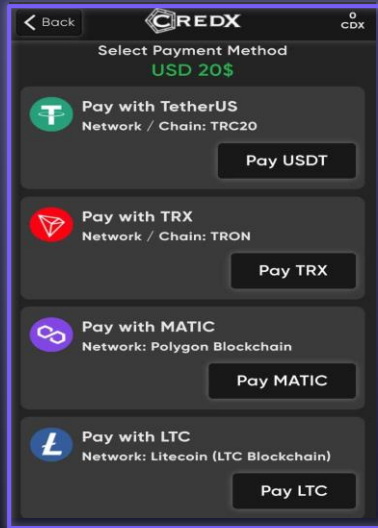 Back
CREDX
0
CDX
Select Payment Method
USD 20$
Pay with TetherUS
Network / Chain: TRC20
Pay USDT
Pay with TRX
Network / Chain: TRON
Pay TRX
Pay with MATIC
Network: Polygon Blockchain
Pay MATIC
Pay with LTC
Network: Litecoin (LTC Blockchain)
Pay LTC